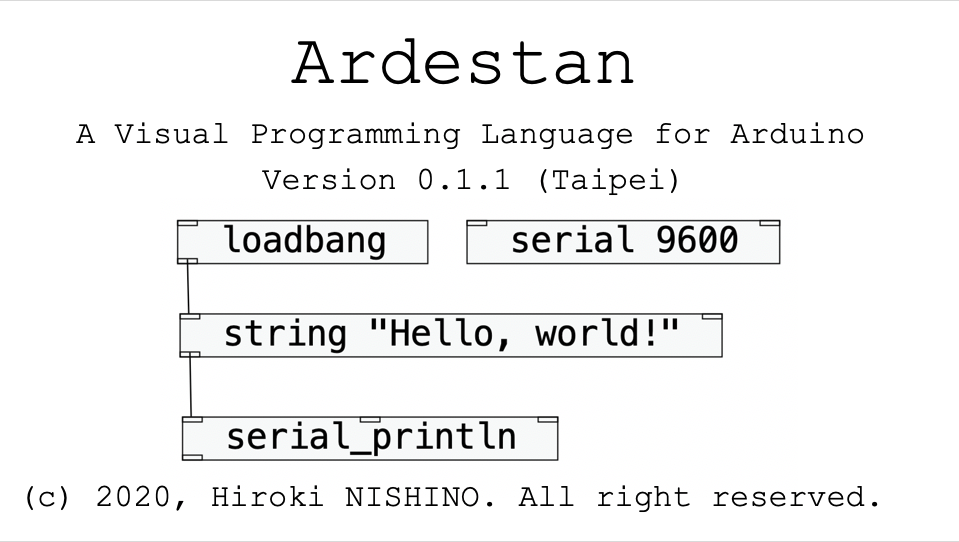 Ardestan
A Visual Programming Language for Arduino
Version 0.1.1 (Taipei)
loadbang serial 9600
string "Hello, world!"
serial_println
(c) 2020, Hiroki NISHINO. All right reserved.